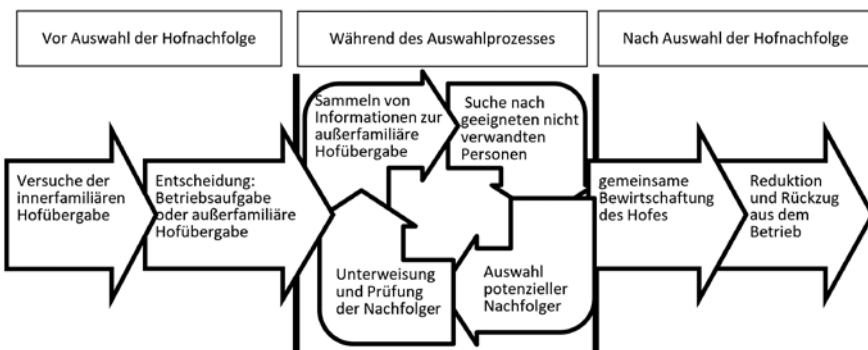 Vor Auswahl der Hofnachfolge
Während des Auswahlprozesses
Nach Auswahl der Hofnachfolge
Versuche der
innerfamiliären
Hofübergabe
Entscheidung:
Betriebsaufgabe
oder außerfamiliäre
Hofübergabe
Sammeln von
Informationen zur
außerfamiliäre
Hofübergabe
Suche nach
geeigneten nicht
verwandten
Personen
Auswahl
potenzieller
Nachfolger
Unterweisung
und Prüfung
der Nachfolger
gemeinsame
Bewirtschaftung
des Hofes
Reduktion
und Rückzug
aus dem
Betrieb